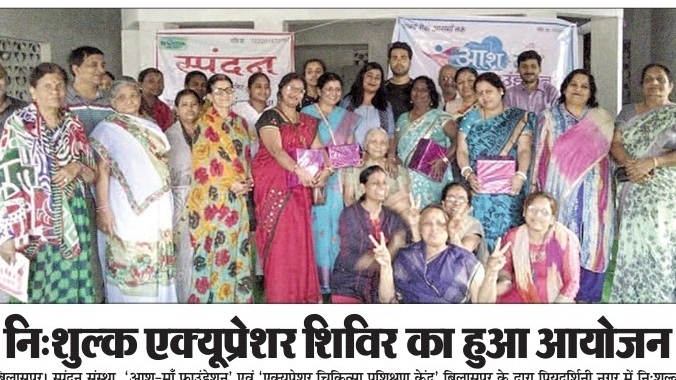 स्पंदन
आश
निःशुल्क एक्यूप्रेशर शिविर का हुआ आयोजन
बिलासपुर। स्पंदन संस्था, 'आश-माँ फाउंडेशन' एवं 'एक्यूप्रेशर चिकित्सा प्रशिक्षण केंद्र' बिलासपुर के द्वारा प्रियदर्शिनी नगर में निःशुल्क